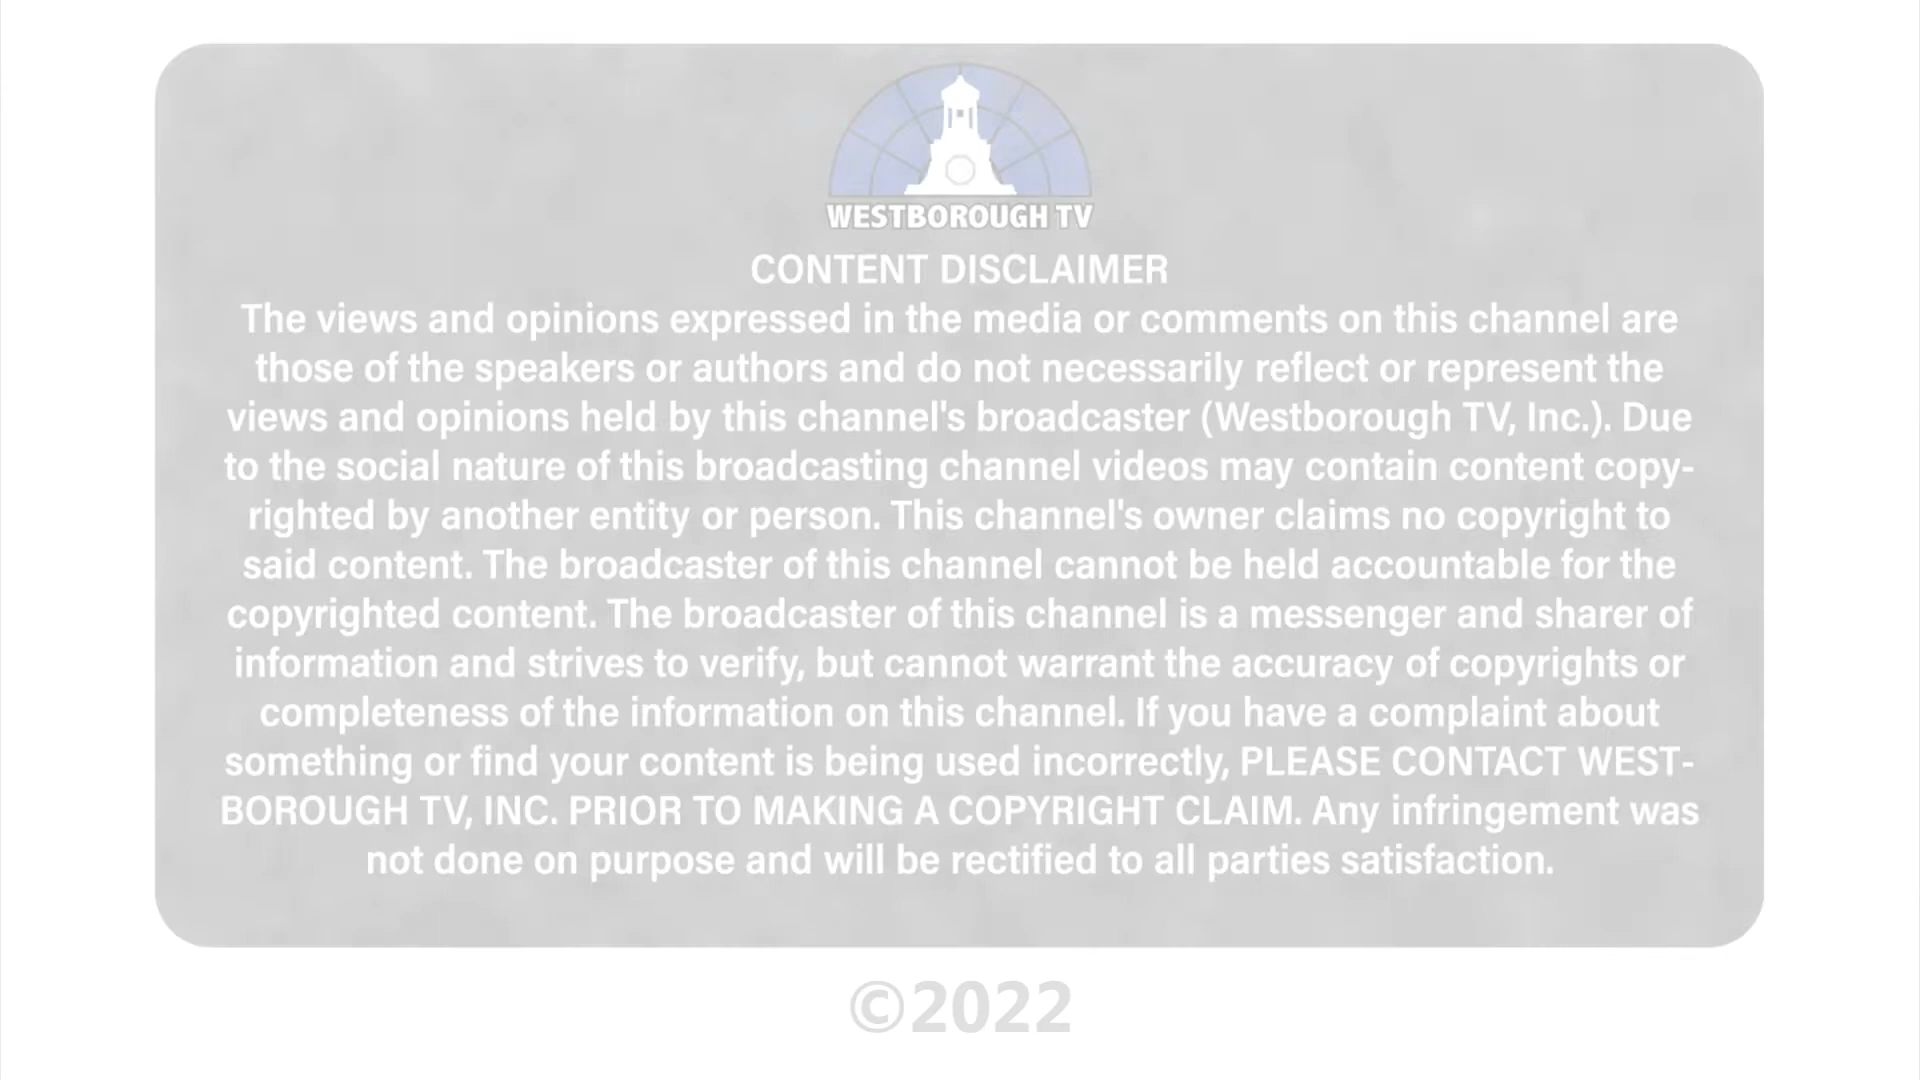 WESTBOROUGH TV
CONTENT DISCLAIMER
The views and opinions expressed in the media or comments on this channel are
those of the speakers or authors and do not necessarily reflect or represent the
views and opinions held by this channel's broadcaster (Westborough TV, Inc.). Due
to the social nature of this broadcasting channel videos may contain content copy-
righted by another entity or person. This channel's owner claims no copyright to
said content. The broadcaster of this channel cannot be held accountable for the
copyrighted content. The broadcaster of this channel is a messenger and sharer of
information and strives to verify, but cannot warrant the accuracy of copyrights or
completeness of the information on this channel. If you have a complaint about
something or find your content is being used incorrectly, PLEASE CONTACT WEST-
BOROUGH TV, INC. PRIOR TO MAKING A COPYRIGHT CLAIM. Any infringement was
not done on purpose and will be rectified to all parties satisfaction.
©2022